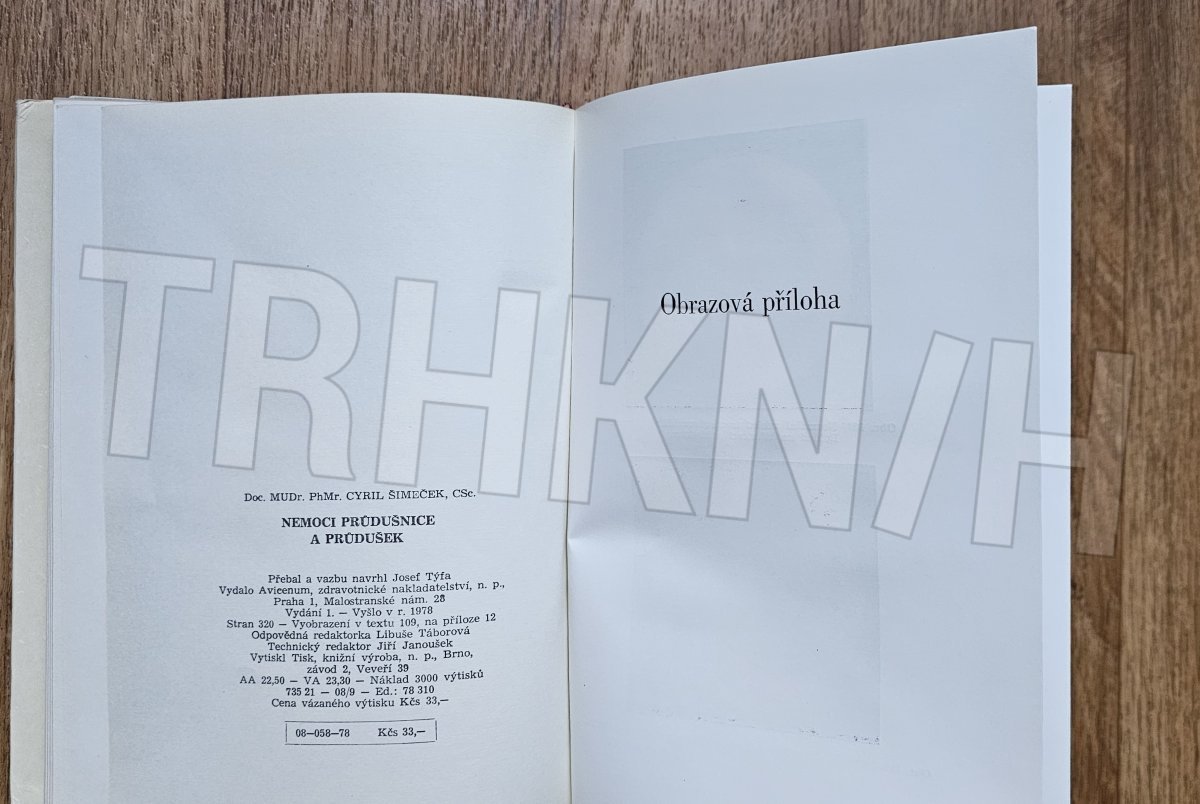 Doc. MUDr. PhMr. CYRIL ŠIMEČEK, CSc.
NEMOCI PRŮDUŠNICE
A PRŮDUŠEK
Přebal a vazbu navrhl Josef Týfa
Vydalo Avicenum, zdravotnické nakladatelství, n. p.,
Praha 1, Malostranské nám. 28
Vydání 1. — Vyšlo v r. 1978
Stran 320 — Vyobrazení v textu 109, na příloze 12
Odpovědná redaktorka Libuše Táborová
Technický redaktor Jiří Janoušek
Vytiskl Tisk, knižní výroba, n. p., Brno,
závod 2, Veveří 39
AA 22,50 — VA 23,30 — Náklad 3000 výtisků
735 21 — 08/9 — Ed.: 78 310
Cena vázaného výtisku Kčs 33,—
08—058—78 Kčs 33,—
Obrazová příloha
TRHKNIH